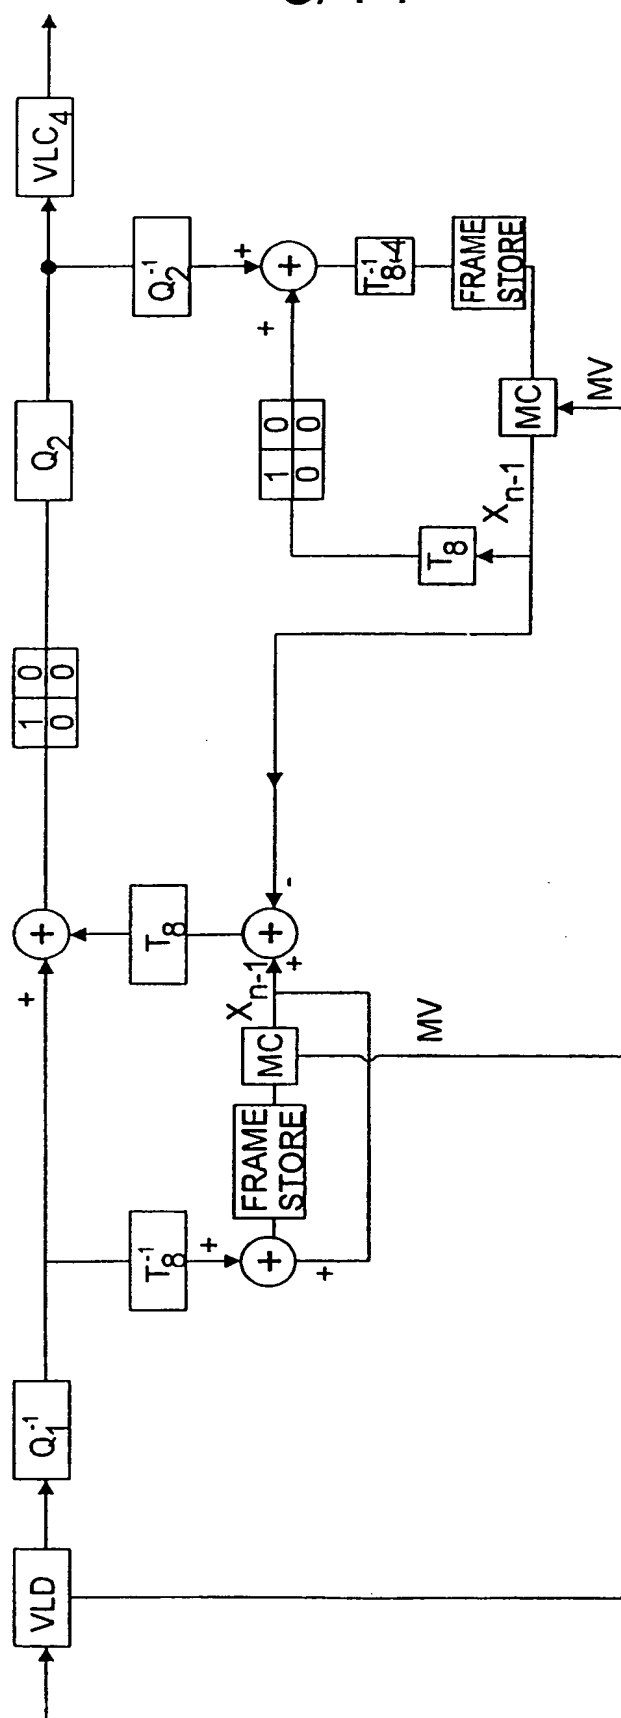 VLD
Q₁⁻¹
+
+
1 0
0 0
Q₂
VLC₄
T₈⁻¹
+
+
+
FRAME
STORE
MC
Xₙ₋₁
+
+
-
T₈
MV
Q₂⁻¹
+
+
+
1 0
0 0
T₈
T₈₋₄⁻¹
FRAME
STORE
MC
Xₙ₋₁
MV